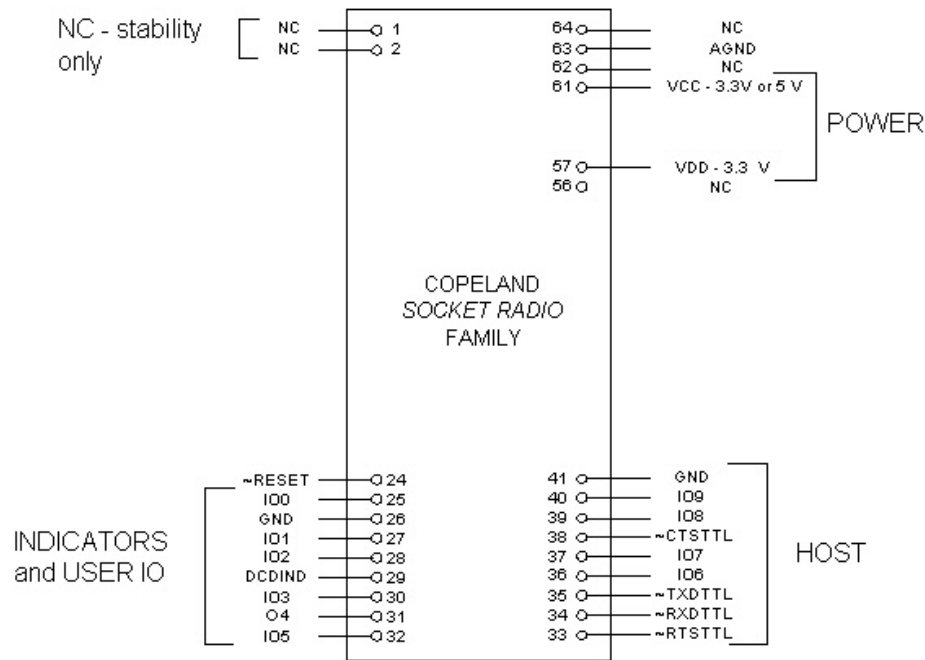 NC - stability
only
NC 1
NC 2
64 NC
63 AGND
62 NC
61 VCC - 3.3V or 5 V
POWER
57 VDD - 3.3 V
56 NC
COPELAND
SOCKET RADIO
FAMILY
INDICATORS
and USER IO
~RESET 24
IO0 25
GND 26
IO1 27
IO2 28
DCDIND 29
IO3 30
O4 31
IO5 32
41 GND
40 IO9
39 IO8
38 ~CTSTTL
37 IO7
36 IO6
35 ~TXDTTL
34 ~RXDTTL
33 ~RTSTTL
HOST